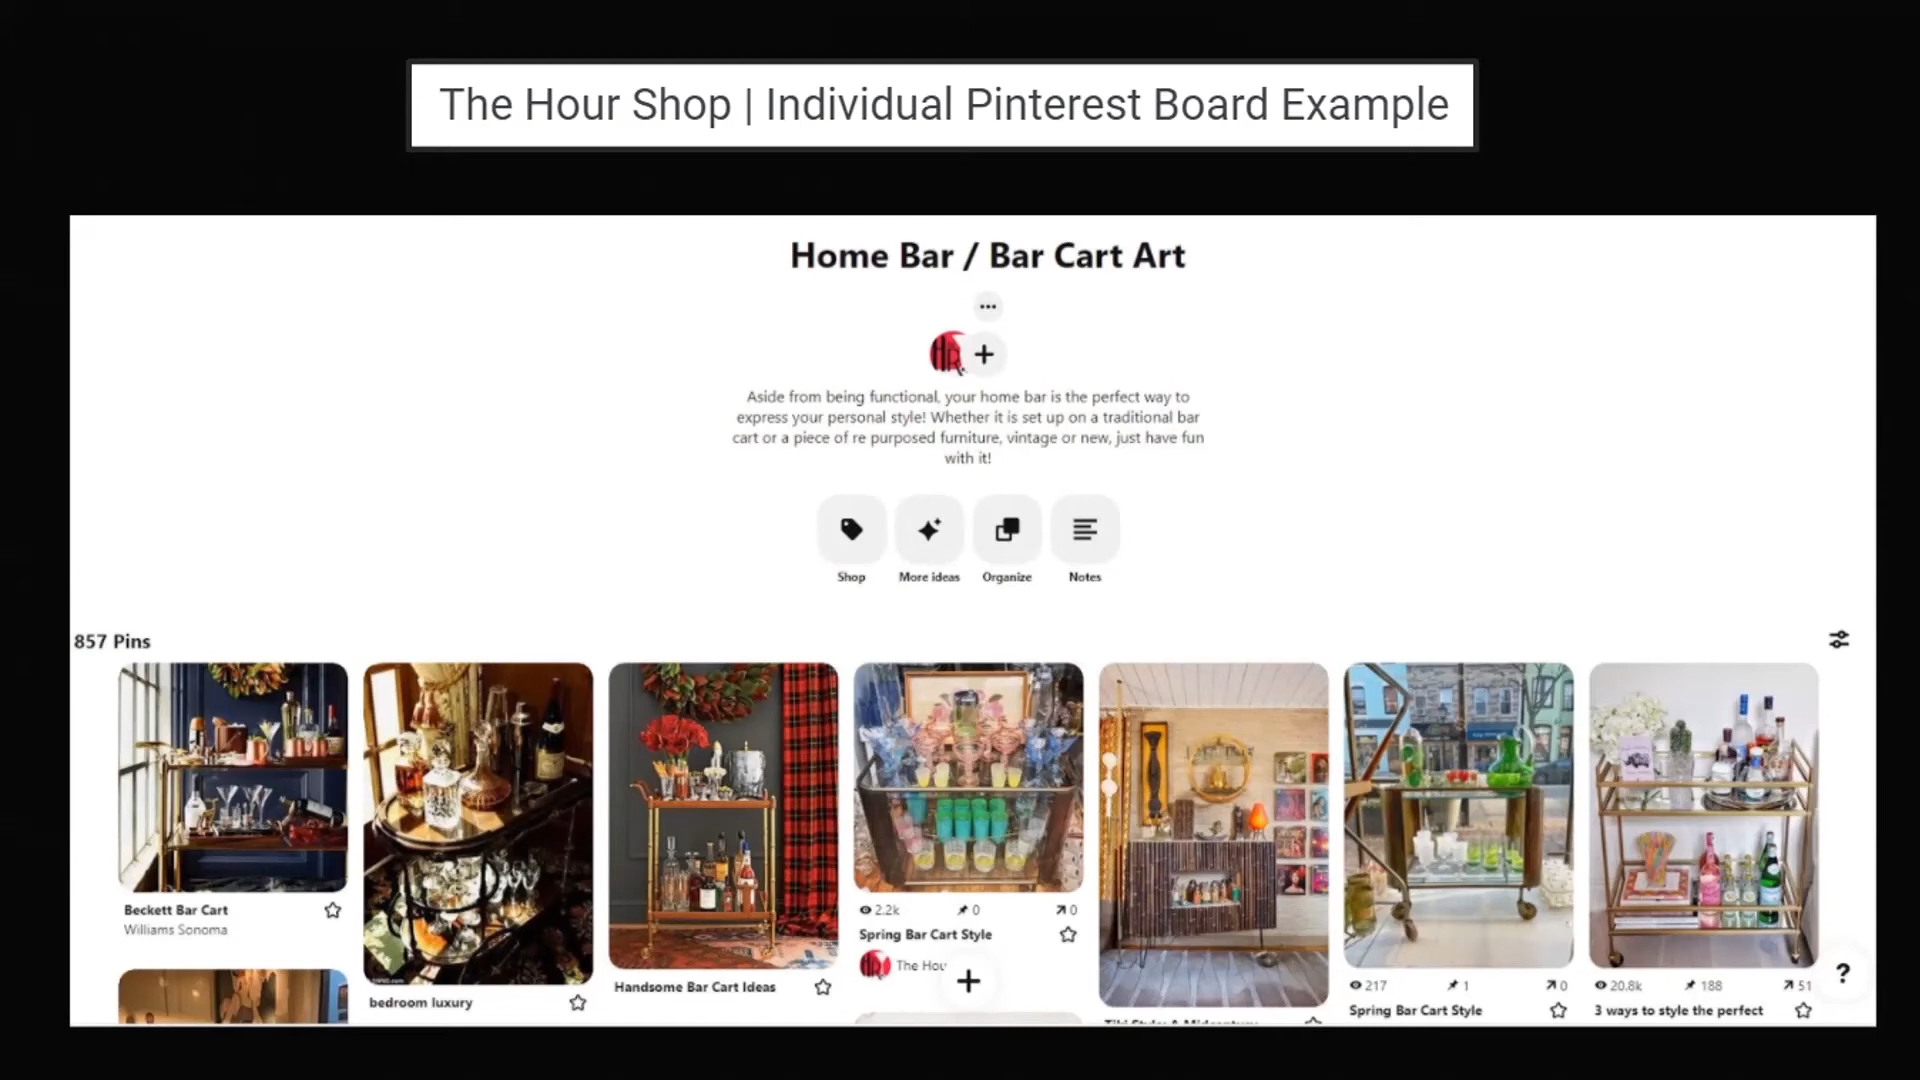 The Hour Shop | Individual Pinterest Board Example
Home Bar / Bar Cart Art
Aside from being functional, your home bar is the perfect way to
express your personal style! Whether it is set up on a traditional bar
cart or a piece of re purposed furniture, vintage or new, just have fun
with it!
Shop
More ideas
Organize
Notes
857 Pins
Beckett Bar Cart
Williams Sonoma
bedroom luxury
Handsome Bar Cart Ideas
2.2k 0 0
Spring Bar Cart Style
The Hou
217 1 0
Spring Bar Cart Style
20.8k 188 51
3 ways to style the perfect
?